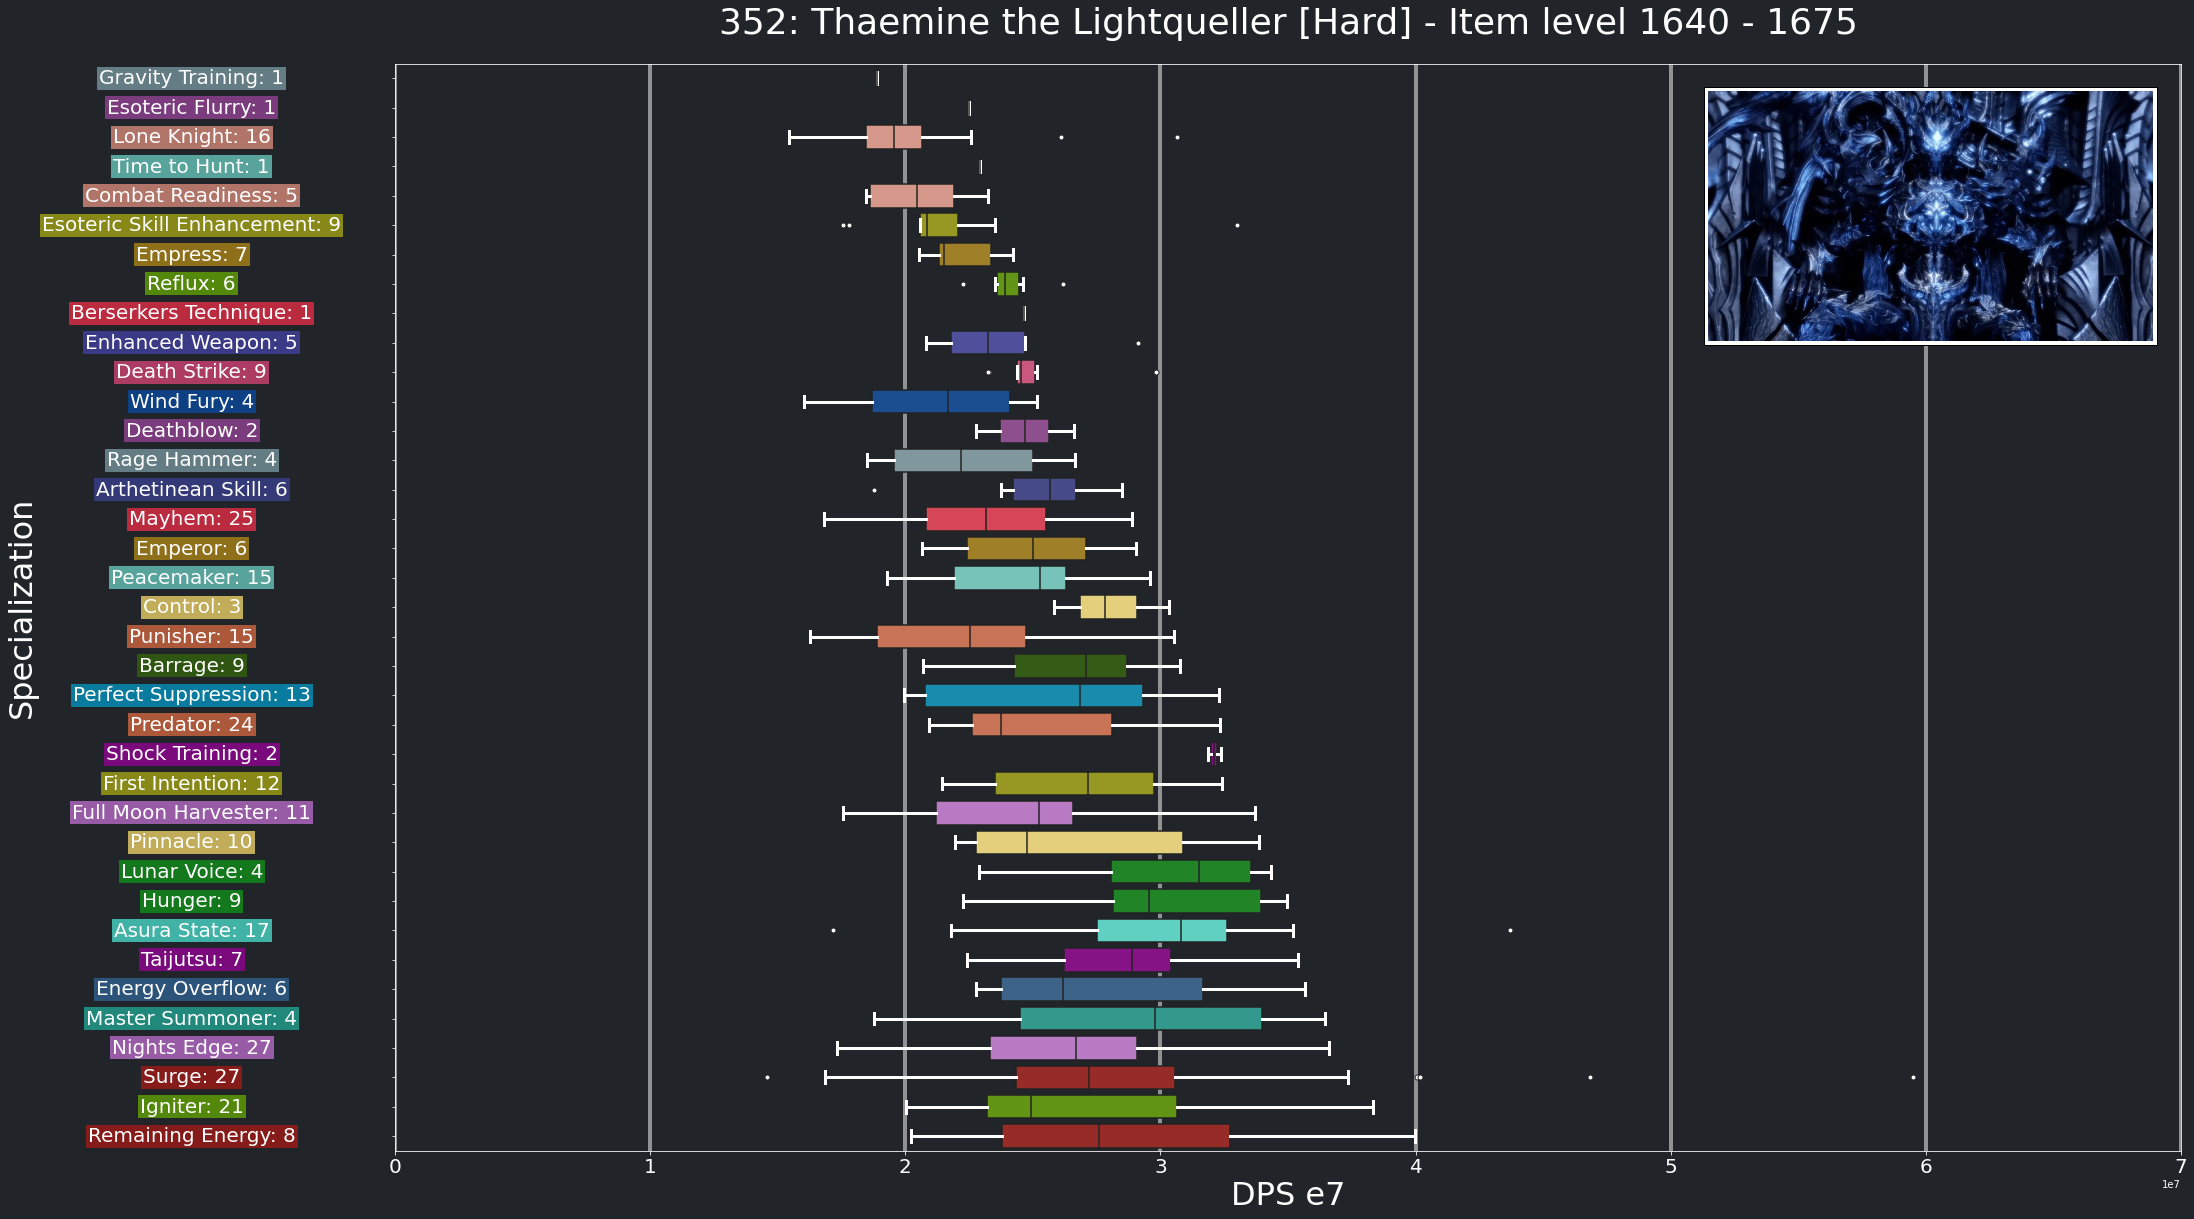 352: Thaemine the Lightqueller [Hard] - Item level 1640 - 1675
Specialization
Gravity Training: 1
Esoteric Flurry: 1
Lone Knight: 16
Time to Hunt: 1
Combat Readiness: 5
Esoteric Skill Enhancement: 9
Empress: 7
Reflux: 6
Berserkers Technique: 1
Enhanced Weapon: 5
Death Strike: 9
Wind Fury: 4
Deathblow: 2
Rage Hammer: 4
Arthetinean Skill: 6
Mayhem: 25
Emperor: 6
Peacemaker: 15
Control: 3
Punisher: 15
Barrage: 9
Perfect Suppression: 13
Predator: 24
Shock Training: 2
First Intention: 12
Full Moon Harvester: 11
Pinnacle: 10
Lunar Voice: 4
Hunger: 9
Asura State: 17
Taijutsu: 7
Energy Overflow: 6
Master Summoner: 4
Nights Edge: 27
Surge: 27
Igniter: 21
Remaining Energy: 8
0 1 2 3 4 5 6 7
1e7
DPS e7